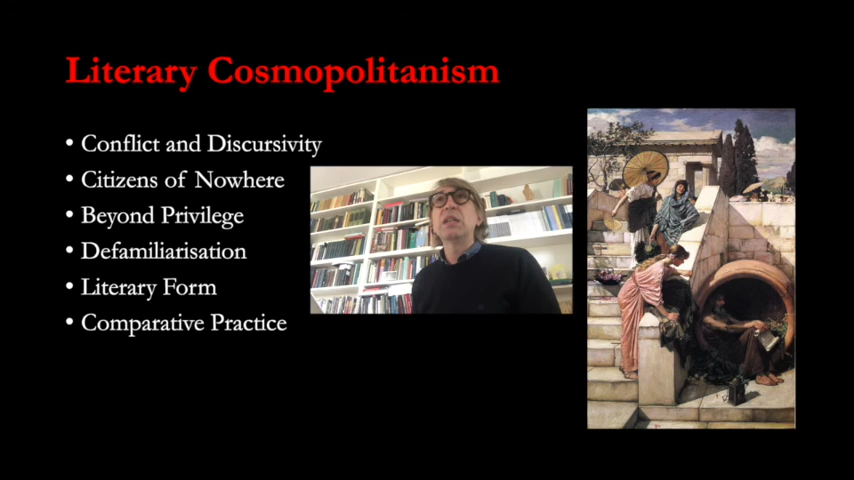 Literary Cosmopolitanism
• Conflict and Discursivity
• Citizens of Nowhere
• Beyond Privilege
• Defamiliarisation
• Literary Form
• Comparative Practice